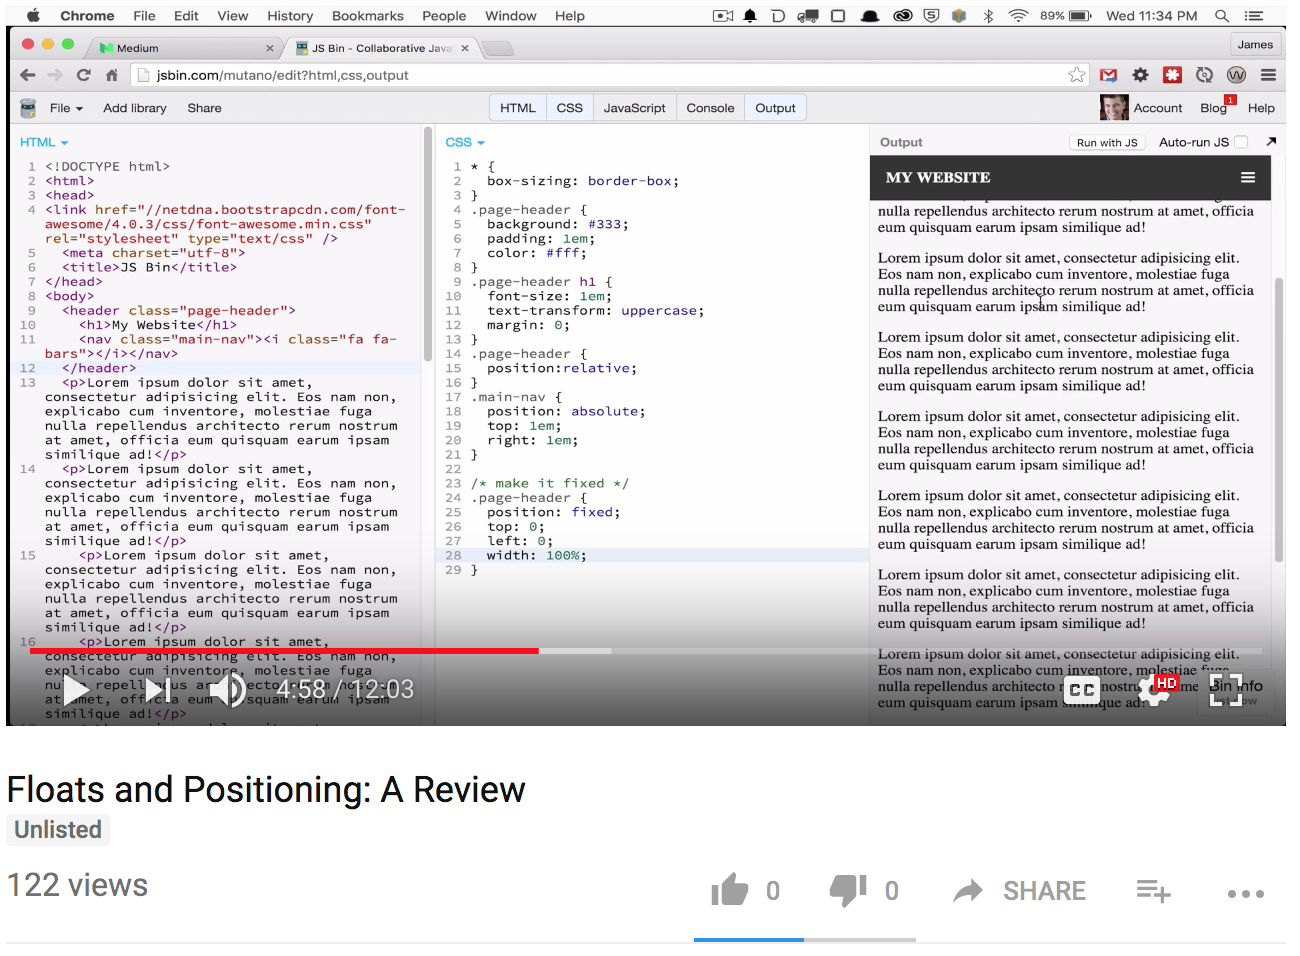 Chrome File Edit View History Bookmarks People Window Help 89% Wed 11:34 PM
Medium × JS Bin - Collaborative Java × James
jsbin.com/mutano/edit?html,css,output
File Add library Share HTML CSS JavaScript Console Output Account Blog 1 Help
HTML
1 <!DOCTYPE html>
2 <html>
3 <head>
4 <link href="//netdna.bootstrapcdn.com/font-
awesome/4.0.3/css/font-awesome.min.css"
rel="stylesheet" type="text/css" />
5 <meta charset="utf-8">
6 <title>JS Bin</title>
7 </head>
8 <body>
9 <header class="page-header">
10 <h1>My Website</h1>
11 <nav class="main-nav"><i class="fa fa-
bars"></i></nav>
12 </header>
13 <p>Lorem ipsum dolor sit amet,
consectetur adipisicing elit. Eos nam non,
explicabo cum inventore, molestiae fuga
nulla repellendus architecto rerum nostrum
at amet, officia eum quisquam earum ipsam
similique ad!</p>
14 <p>Lorem ipsum dolor sit amet,
consectetur adipisicing elit. Eos nam non,
explicabo cum inventore, molestiae fuga
nulla repellendus architecto rerum nostrum
at amet, officia eum quisquam earum ipsam
similique ad!</p>
15 <p>Lorem ipsum dolor sit amet,
consectetur adipisicing elit. Eos nam non,
explicabo cum inventore, molestiae fuga
nulla repellendus architecto rerum nostrum
at amet, officia eum quisquam earum ipsam
similique ad!</p>
16 <p>Lorem ipsum dolor sit amet,
consectetur adipisicing elit. Eos nam non,
explicabo cum inventore, molestiae fuga
at amet, officia eum quisquam earum ipsam
similique ad!</p>
CSS
1 * {
2 box-sizing: border-box;
3 }
4 .page-header {
5 background: #333;
6 padding: 1em;
7 color: #fff;
8 }
9 .page-header h1 {
10 font-size: 1em;
11 text-transform: uppercase;
12 margin: 0;
13 }
14 .page-header {
15 position:relative;
16 }
17 .main-nav {
18 position: absolute;
19 top: 1em;
20 right: 1em;
21 }
22
23 /* make it fixed */
24 .page-header {
25 position: fixed;
26 top: 0;
27 left: 0;
28 width: 100%;
29 }
Output Run with JS Auto-run JS
MY WEBSITE
nulla repellendus architecto rerum nostrum at amet, officia
eum quisquam earum ipsam similique ad!
Lorem ipsum dolor sit amet, consectetur adipisicing elit.
Eos nam non, explicabo cum inventore, molestiae fuga
nulla repellendus architecto rerum nostrum at amet, officia
eum quisquam earum ipsam similique ad!
Lorem ipsum dolor sit amet, consectetur adipisicing elit.
Eos nam non, explicabo cum inventore, molestiae fuga
nulla repellendus architecto rerum nostrum at amet, officia
eum quisquam earum ipsam similique ad!
Lorem ipsum dolor sit amet, consectetur adipisicing elit.
Eos nam non, explicabo cum inventore, molestiae fuga
nulla repellendus architecto rerum nostrum at amet, officia
eum quisquam earum ipsam similique ad!
Lorem ipsum dolor sit amet, consectetur adipisicing elit.
Eos nam non, explicabo cum inventore, molestiae fuga
nulla repellendus architecto rerum nostrum at amet, officia
eum quisquam earum ipsam similique ad!
Lorem ipsum dolor sit amet, consectetur adipisicing elit.
Eos nam non, explicabo cum inventore, molestiae fuga
nulla repellendus architecto rerum nostrum at amet, officia
eum quisquam earum ipsam similique ad!
Lorem ipsum dolor sit amet, consectetur adipisicing elit.
Eos nam non, explicabo cum inventore, molestiae fuga
nulla repellendus architecto
eum quisquam earum ipsam
Bin info
4:58 / 12:03 CC HD
Floats and Positioning: A Review
Unlisted
122 views
0 0 SHARE